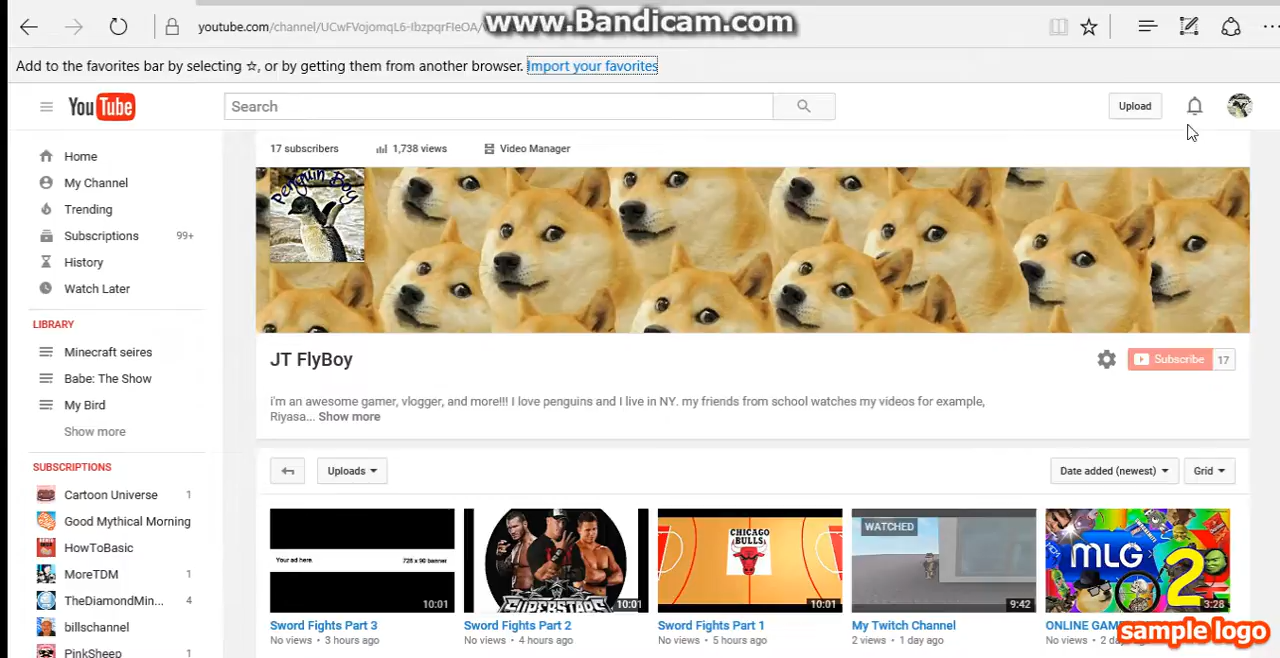 www.Bandicam.com
youtube.com/channel/UCwFVojomqL6-IbzpqrFIeOA/
Add to the favorites bar by selecting ☆, or by getting them from another browser. Import your favorites
YouTube
Search
Upload
17 subscribers 1,738 views Video Manager
Home
My Channel
Trending
Subscriptions 99+
History
Watch Later
LIBRARY
Minecraft seires
Babe: The Show
My Bird
Show more
SUBSCRIPTIONS
Cartoon Universe 1
Good Mythical Morning
HowToBasic
MoreTDM 1
TheDiamondMin... 4
billschannel
PinkSheep
Penguin Boy
JT FlyBoy
Subscribe 17
i'm an awesome gamer, vlogger, and more!!! I love penguins and I live in NY. my friends from school watches my videos for example,
Riyasa... Show more
Uploads
Date added (newest) Grid
Your ad here. 728 x 90 banner
10:01
Sword Fights Part 3
No views • 3 hours ago
SUPERSTARS
10:01
Sword Fights Part 2
No views • 4 hours ago
CHICAGO
BULLS
10:01
Sword Fights Part 1
No views • 5 hours ago
WATCHED
9:42
My Twitch Channel
2 views • 1 day ago
MLG 2
3:28
ONLINE GAM
No views • 2 da
sample logo